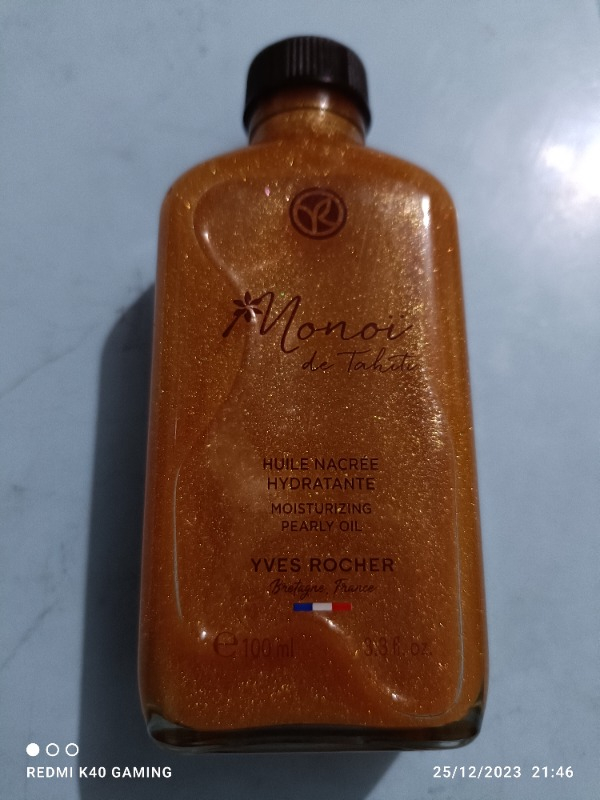 Monoï
de Tahiti
HUILE NACRÉE
HYDRATANTE
MOISTURIZING
PEARLY OIL
YVES ROCHER
Bretagne, France
℮ 100 ml 3.3 fl. oz.
REDMI K40 GAMING 25/12/2023 21:46